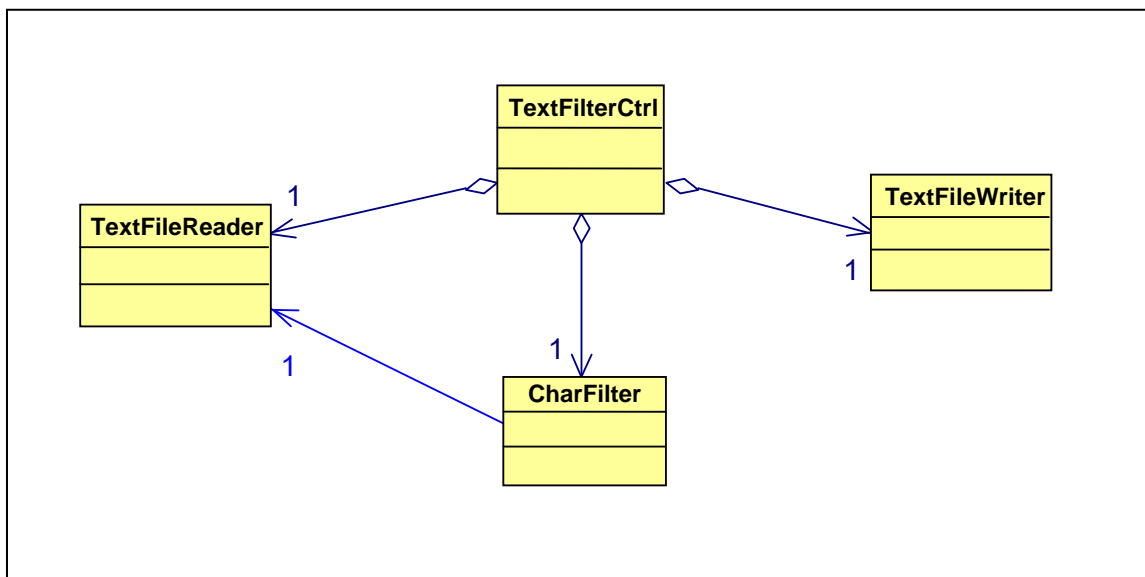 TextFilterCtrl
1
TextFileReader
TextFileWriter
1
1
1
CharFilter